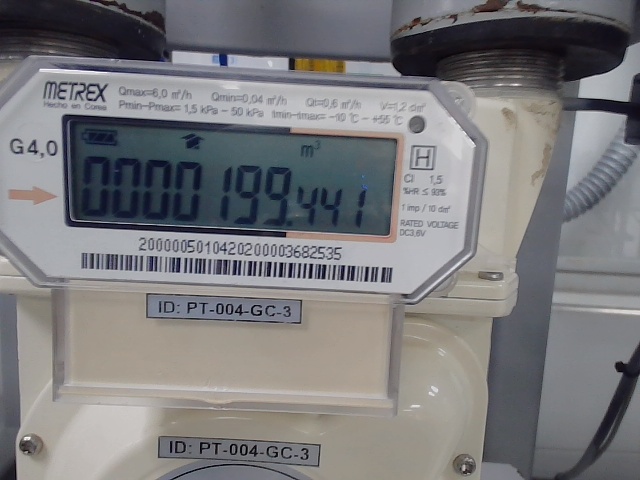 METREX
Hecho en Corea
Qmax=6,0 m³/h Qmin=0,04 m³/h Qt=0,6 m³/h V=1,2 dm³
Pmin-Pmax= 1,5 kPa - 50 kPa tmin-tmax= -10 °C - +55 °C
G4,0
m³
0000199.441
H
Cl 1,5
%HR ≤ 93%
1 imp / 10 dm³
RATED VOLTAGE
DC3,6V
2000005010420200003682535
ID: PT-004-GC-3
ID: PT-004-GC-3